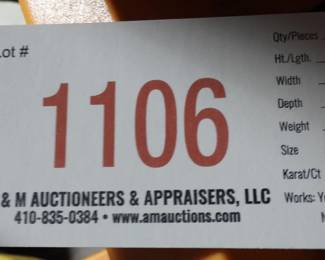 Lot #
1106
& M AUCTIONEERS & APPRAISERS, LLC
410-835-0384 • www.amauctions.com
Qty/Pieces
Ht./Lgth.
Width
Depth
Weight
Size
Karat/Ct
Works: